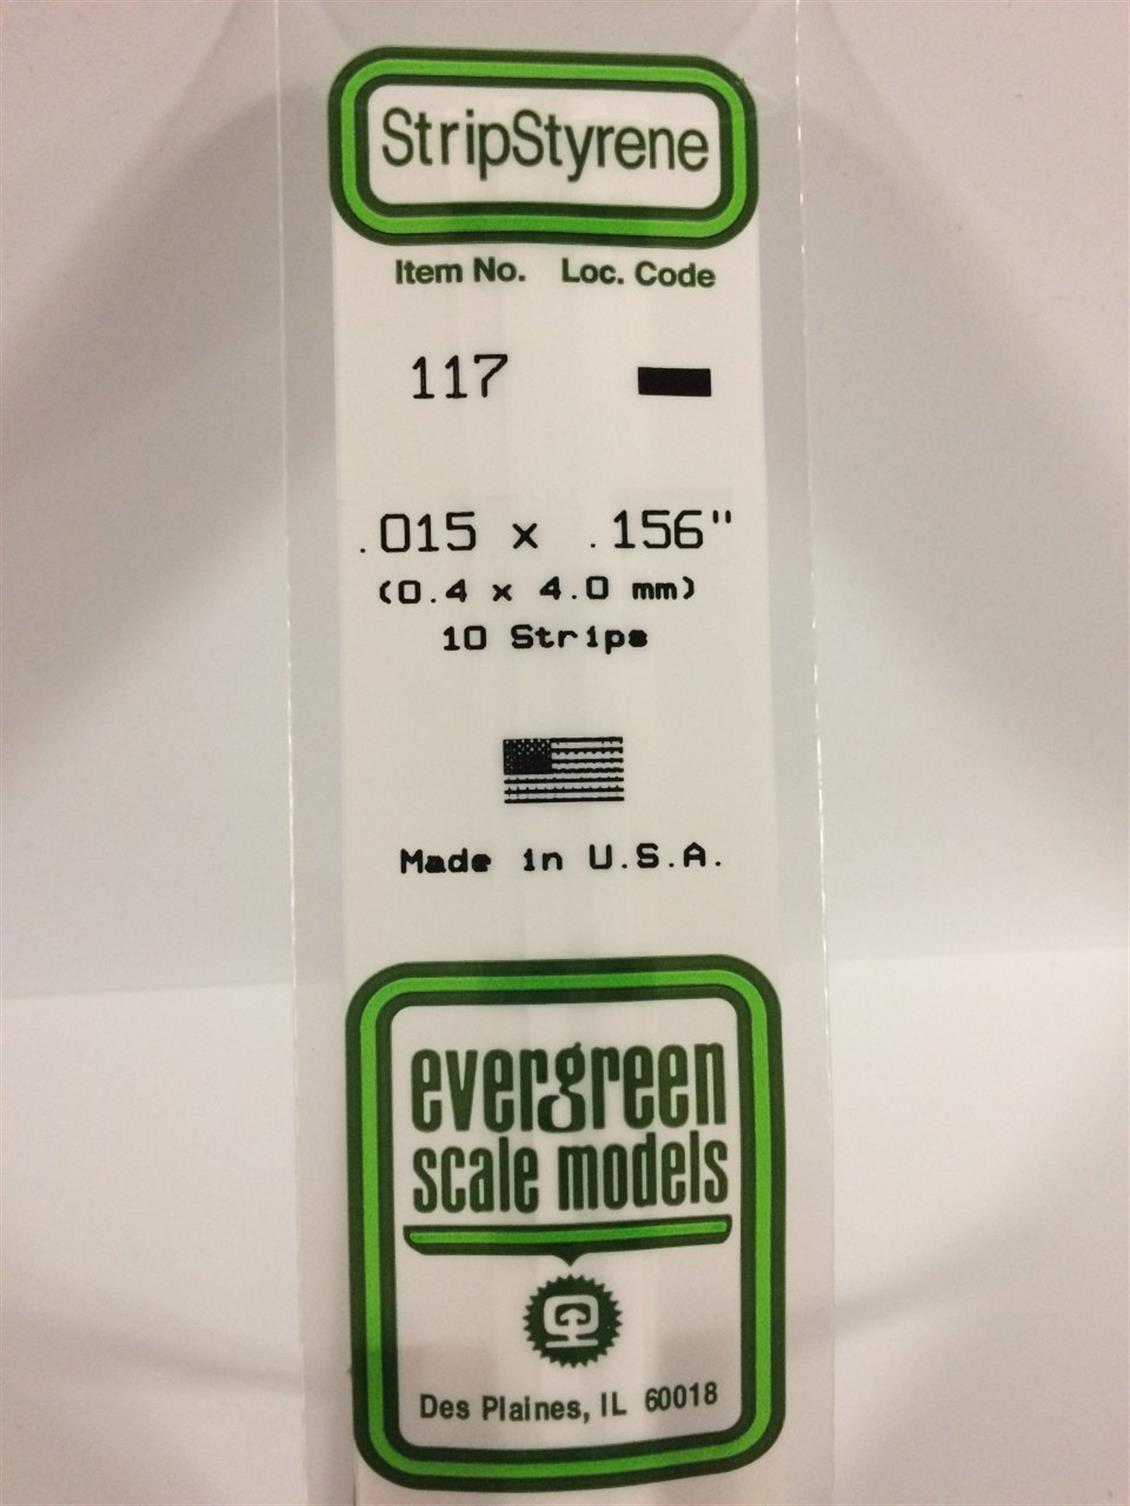 StripStyrene
Item No. Loc. Code
117
.015 x .156"
(0.4 x 4.0 mm)
10 Strips
Made in U.S.A.
evergreen
scale models
Des Plaines, IL 60018